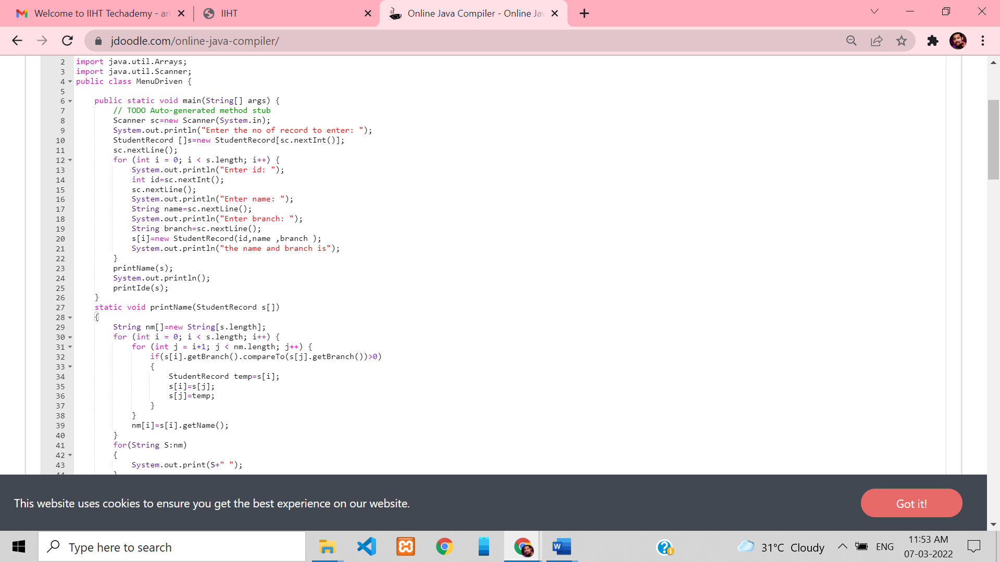 Welcome to IIHT Techademy - an
IIHT
Online Java Compiler - Online Jav
jdoodle.com/online-java-compiler/
2 import java.util.Arrays;
3 import java.util.Scanner;
4 public class MenuDriven {
5
6 public static void main(String[] args) {
7 // TODO Auto-generated method stub
8 Scanner sc=new Scanner(System.in);
9 System.out.println("Enter the no of record to enter: ");
10 StudentRecord []s=new StudentRecord[sc.nextInt()];
11 sc.nextLine();
12 for (int i = 0; i < s.length; i++) {
13 System.out.println("Enter id: ");
14 int id=sc.nextInt();
15 sc.nextLine();
16 System.out.println("Enter name: ");
17 String name=sc.nextLine();
18 System.out.println("Enter branch: ");
19 String branch=sc.nextLine();
20 s[i]=new StudentRecord(id,name ,branch );
21 System.out.println("the name and branch is");
22 }
23 printName(s);
24 System.out.println();
25 printIde(s);
26 }
27 static void printName(StudentRecord s[])
28 {
29 String nm[]=new String[s.length];
30 for (int i = 0; i < s.length; i++) {
31 for (int j = i+1; j < nm.length; j++) {
32 if(s[i].getBranch().compareTo(s[j].getBranch())>0)
33 {
34 StudentRecord temp=s[i];
35 s[i]=s[j];
36 s[j]=temp;
37 }
38 }
39 nm[i]=s[i].getName();
40 }
41 for(String S:nm)
42 {
43 System.out.print(S+" ");
44 }
This website uses cookies to ensure you get the best experience on our website.
Got it!
Type here to search
31°C Cloudy
ENG
11:53 AM
07-03-2022